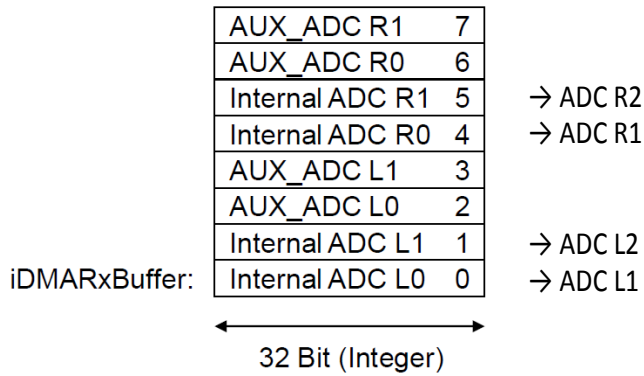 AUX_ADC R1 7
AUX_ADC R0 6
Internal ADC R1 5 → ADC R2
Internal ADC R0 4 → ADC R1
AUX_ADC L1 3
AUX_ADC L0 2
Internal ADC L1 1 → ADC L2
iDMARxBuffer: Internal ADC L0 0 → ADC L1
32 Bit (Integer)